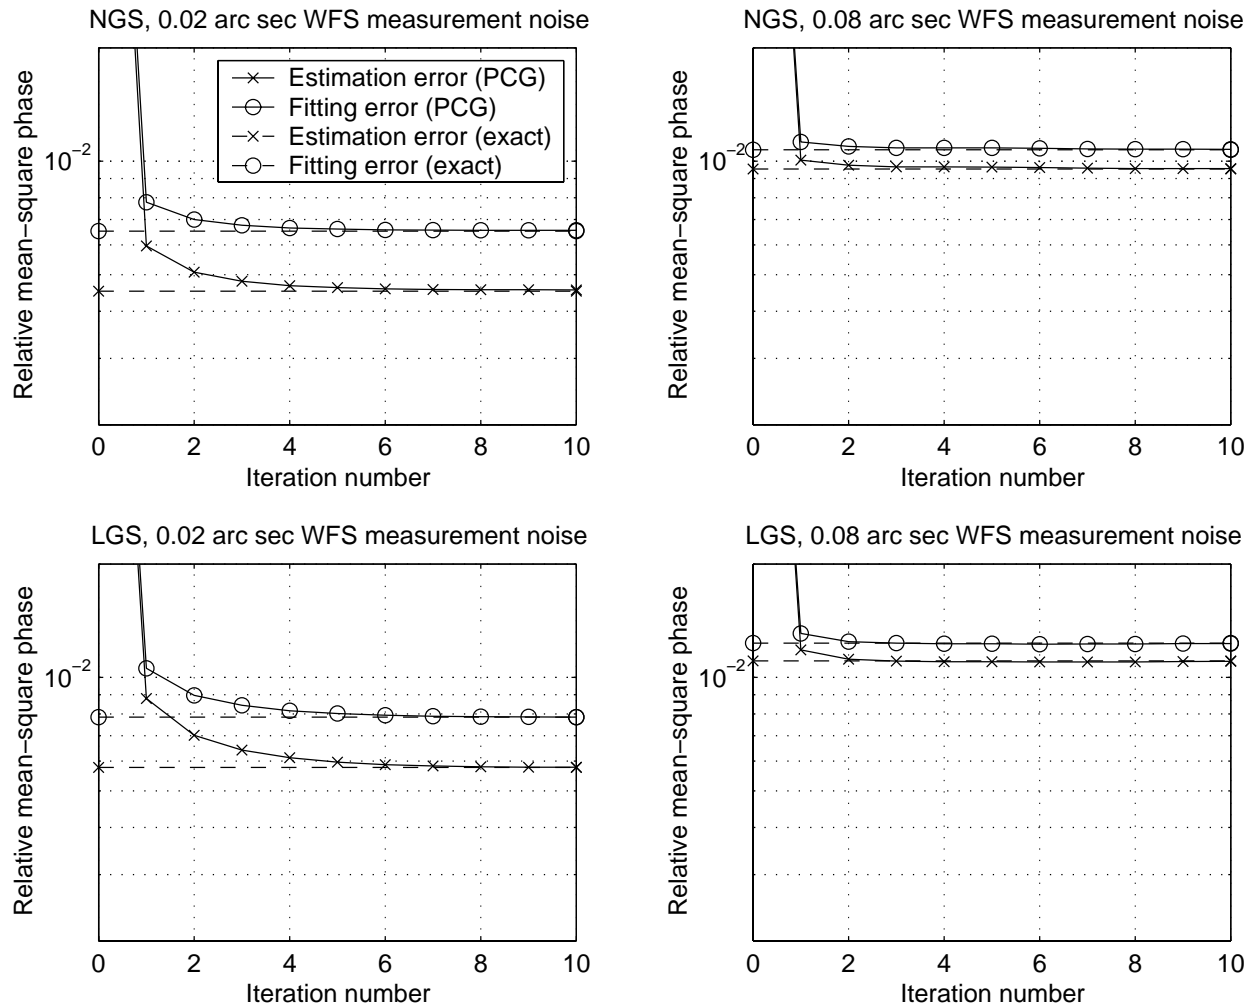 NGS, 0.02 arc sec WFS measurement noise
Relative mean−square phase
10−2
Estimation error (PCG)
Fitting error (PCG)
Estimation error (exact)
Fitting error (exact)
0 2 4 6 8 10
Iteration number
NGS, 0.08 arc sec WFS measurement noise
Relative mean−square phase
10−2
0 2 4 6 8 10
Iteration number
LGS, 0.02 arc sec WFS measurement noise
Relative mean−square phase
10−2
0 2 4 6 8 10
Iteration number
LGS, 0.08 arc sec WFS measurement noise
Relative mean−square phase
10−2
0 2 4 6 8 10
Iteration number